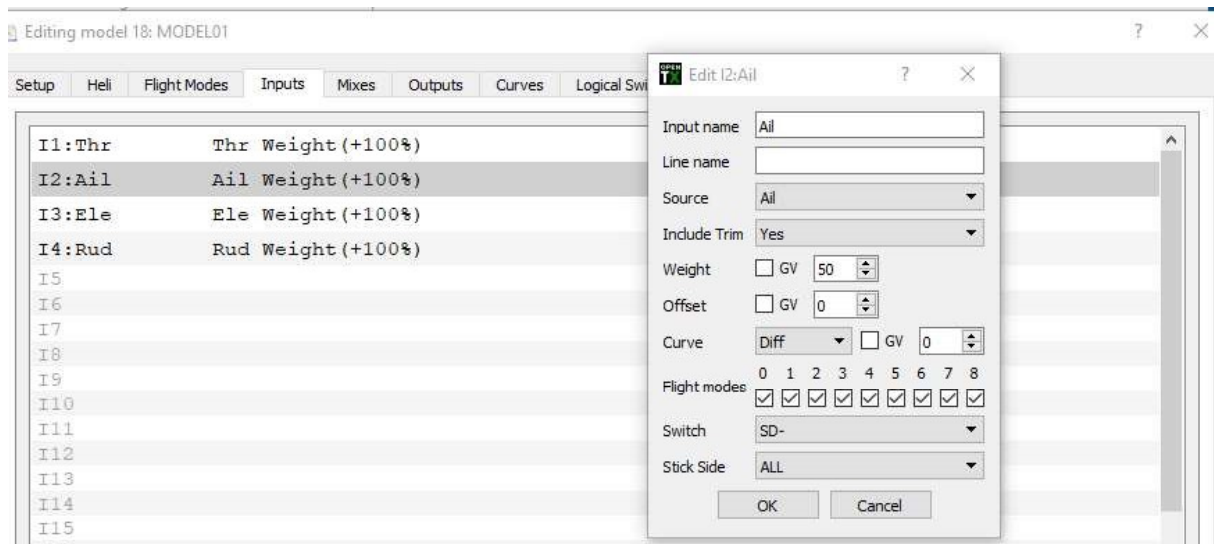 Editing model 18: MODEL01 ? ×
Setup Heli Flight Modes Inputs Mixes Outputs Curves Logical Swi
I1:Thr Thr Weight(+100%)
I2:Ail Ail Weight(+100%)
I3:Ele Ele Weight(+100%)
I4:Rud Rud Weight(+100%)
I5
I6
I7
I8
I9
I10
I11
I12
I13
I14
I15
OPEN TX Edit I2:Ail ? ×
Input name Ail
Line name
Source Ail
Include Trim Yes
Weight GV 50
Offset GV 0
Curve Diff GV 0
0 1 2 3 4 5 6 7 8
Flight modes
Switch SD-
Stick Side ALL
OK Cancel